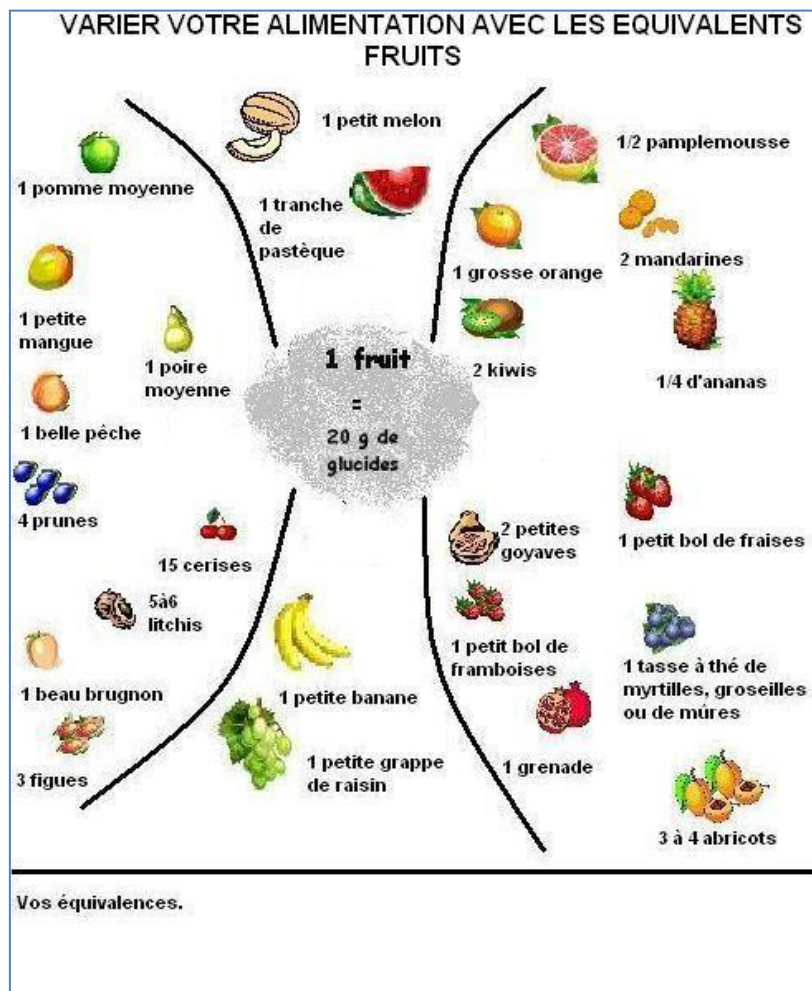 VARIER VOTRE ALIMENTATION AVEC LES EQUIVALENTS
FRUITS
1 petit melon
1 tranche
de
pastèque
1 pomme moyenne
1 petite
mangue
1 poire
moyenne
1 belle pêche
4 prunes
15 cerises
5à6
litchis
1 beau brugnon
3 figues
1/2 pamplemousse
1 grosse orange
2 mandarines
2 kiwis
1/4 d'ananas
1 fruit
=
20 g de
glucides
2 petites
goyaves
1 petit bol de fraises
1 petit bol de
framboises
1 tasse à thé de
myrtilles, groseilles
ou de mûres
1 grenade
3 à 4 abricots
1 petite banane
1 petite grappe
de raisin
Vos équivalences.